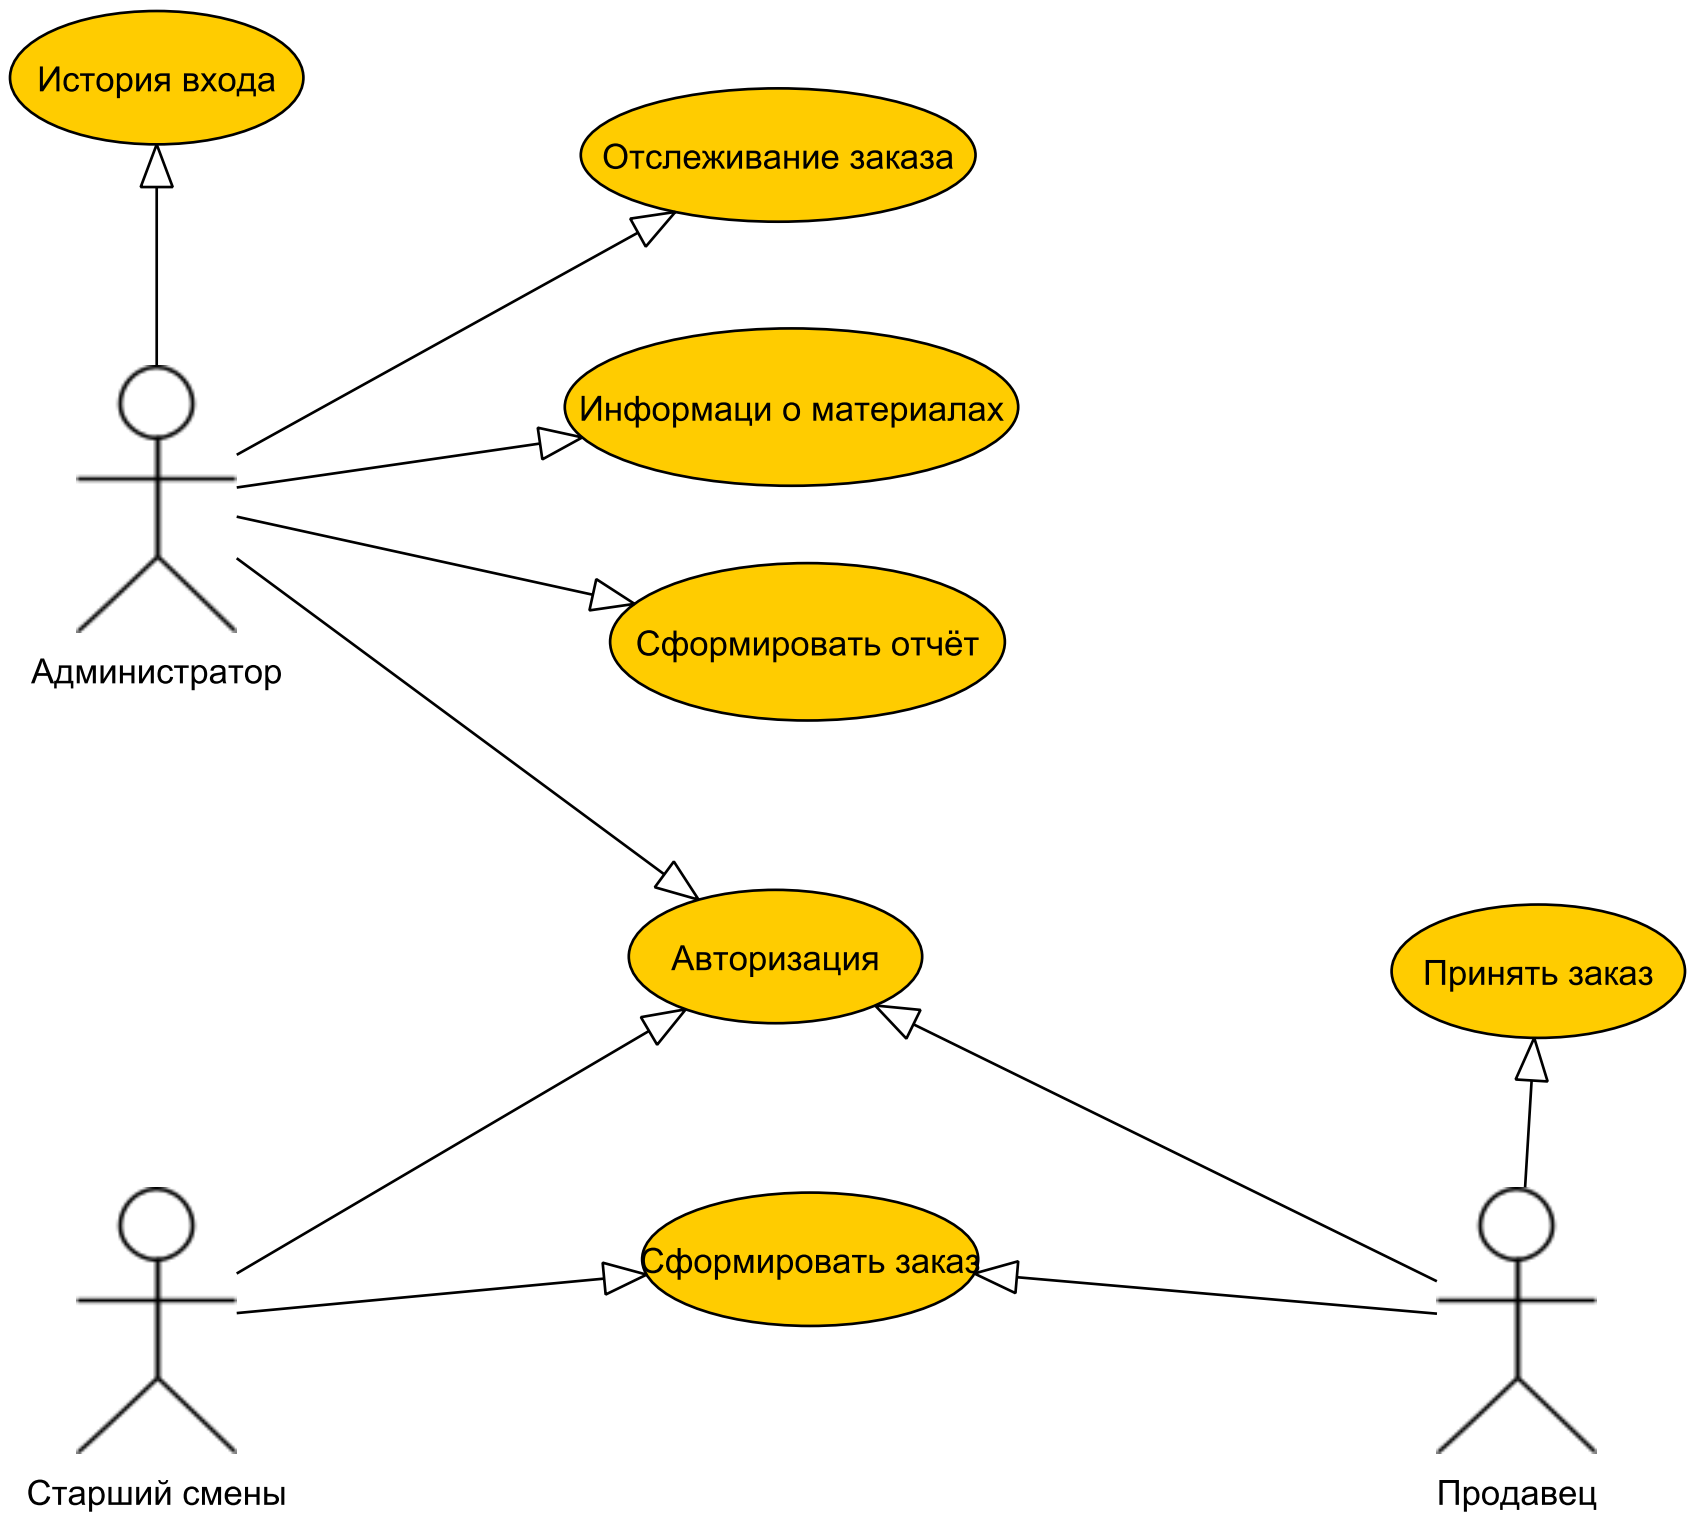 История входа
Отслеживание заказа
Информаци о материалах
Сформировать отчёт
Администратор
Авторизация
Принять заказ
Сформировать заказ
Старший смены
Продавец